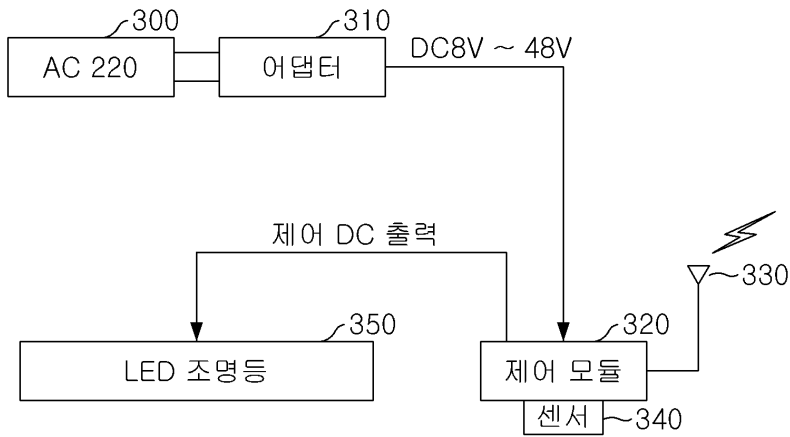 300
310
AC 220
어댑터
DC8V ~ 48V
제어 DC 출력
330
350
320
LED 조명등
제어 모듈
센서
340